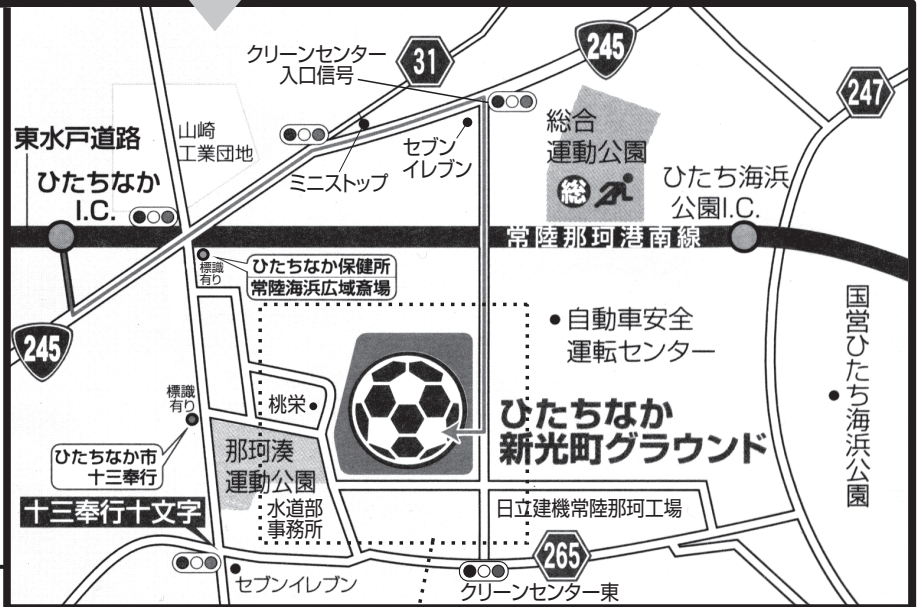 クリーンセンター
入口信号
31
245
247
東水戸道路
山崎
工業団地
ミニストップ
セブン
イレブン
総合
運動公園
総
ひたちなか
I.C.
ひたち海浜
公園I.C.
常陸那珂港南線
標識
有り
ひたちなか保健所
常陸海浜広域斎場
245
自動車安全
運転センター
国営ひたち海浜公園
標識
有り
桃栄
ひたちなか
新光町グラウンド
ひたちなか市
十三奉行
那珂湊
運動公園
水道部
事務所
十三奉行十文字
日立建機常陸那珂工場
265
セブンイレブン
クリーンセンター東